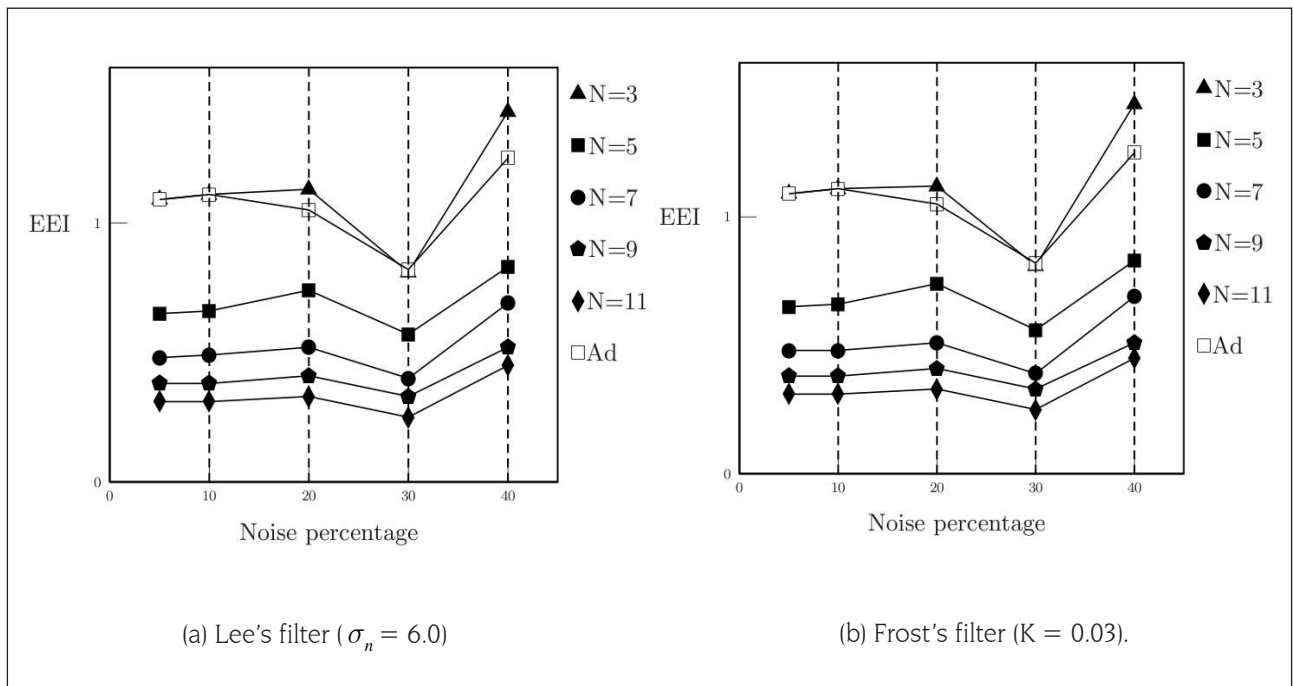 N=3
N=5
N=7
N=9
N=11
Ad
EEI
1
0
0
10
20
30
40
Noise percentage
(a) Lee's filter (σₙ = 6.0)
N=3
N=5
N=7
N=9
N=11
Ad
EEI
1
0
0
10
20
30
40
Noise percentage
(b) Frost's filter (K = 0.03).